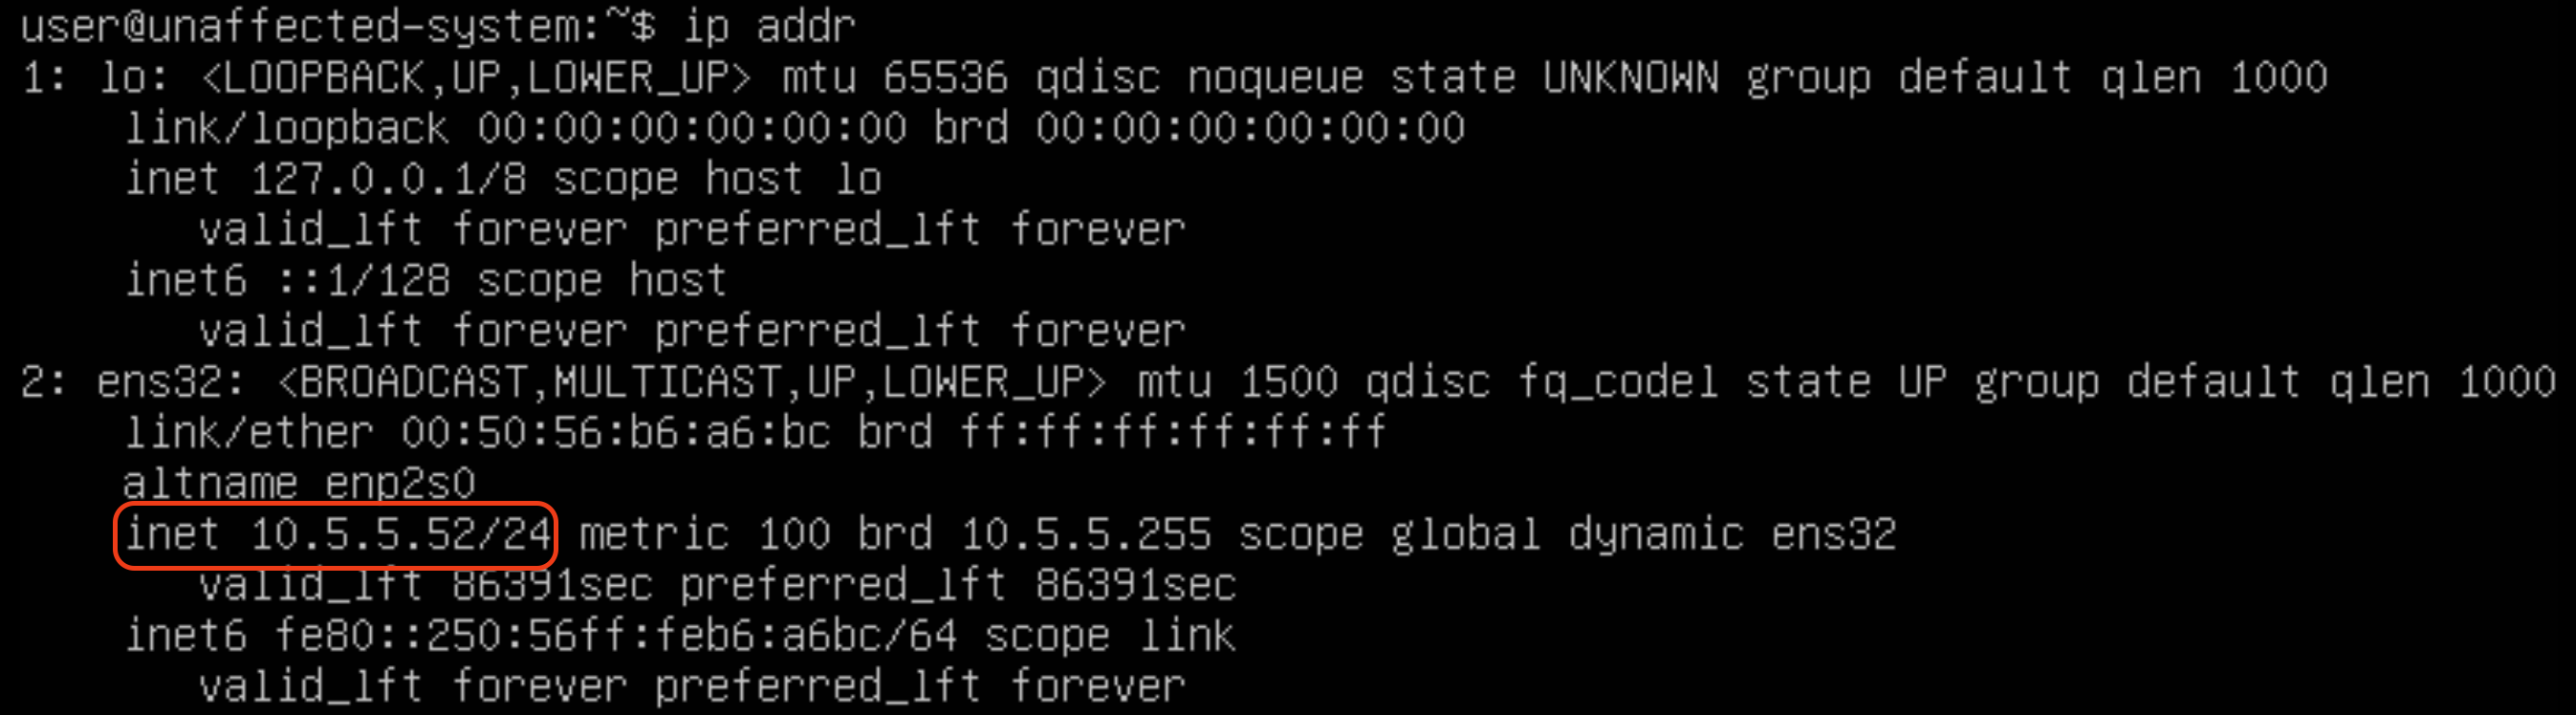 user@unaffected-system:~$ ip addr
1: lo: <LOOPBACK,UP,LOWER_UP> mtu 65536 qdisc noqueue state UNKNOWN group default qlen 1000
    link/loopback 00:00:00:00:00:00 brd 00:00:00:00:00:00
    inet 127.0.0.1/8 scope host lo
       valid_lft forever preferred_lft forever
    inet6 ::1/128 scope host
       valid_lft forever preferred_lft forever
2: ens32: <BROADCAST,MULTICAST,UP,LOWER_UP> mtu 1500 qdisc fq_codel state UP group default qlen 1000
    link/ether 00:50:56:b6:a6:bc brd ff:ff:ff:ff:ff:ff
    altname enp2s0
    inet 10.5.5.52/24 metric 100 brd 10.5.5.255 scope global dynamic ens32
       valid_lft 86391sec preferred_lft 86391sec
    inet6 fe80::250:56ff:feb6:a6bc/64 scope link
       valid_lft forever preferred_lft forever